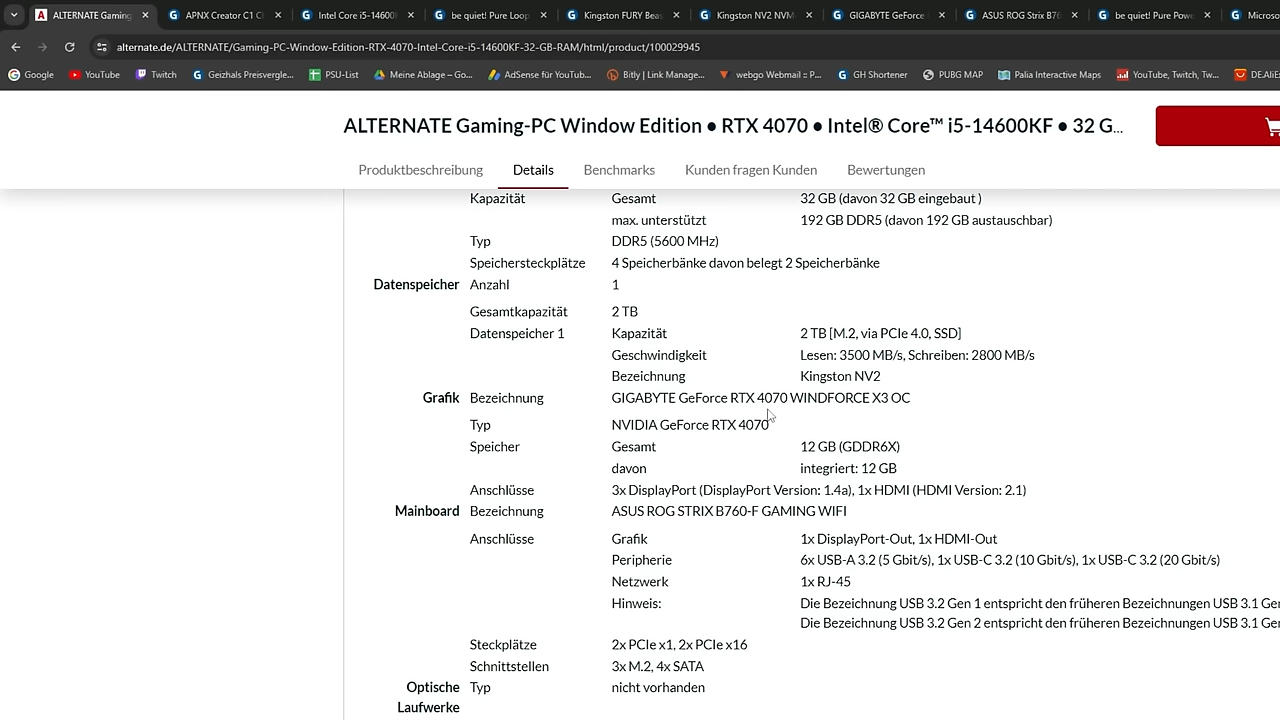 ALTERNATE Gaming-
APNX Creator C1 C
Intel Core i5-14600
be quiet! Pure Loop
Kingston FURY Beas
Kingston NV2 NVM
GIGABYTE GeForce
ASUS ROG Strix B76
be quiet! Pure Pow
Microso
alternate.de/ALTERNATE/Gaming-PC-Window-Edition-RTX-4070-Intel-Core-i5-14600KF-32-GB-RAM/html/product/100029945
Google YouTube Twitch Geizhals Preisvergle... PSU-List Meine Ablage – Go... AdSense für YouTub... Bitly | Link Manage... webgo Webmail :: P... GH Shortener PUBG MAP Palia Interactive Maps YouTube, Twitch, Tw... DE.AliE
ALTERNATE Gaming-PC Window Edition • RTX 4070 • Intel® Core™ i5-14600KF • 32 G...
Produktbeschreibung Details Benchmarks Kunden fragen Kunden Bewertungen
Kapazität Gesamt 32 GB (davon 32 GB eingebaut )
max. unterstützt 192 GB DDR5 (davon 192 GB austauschbar)
Typ DDR5 (5600 MHz)
Speichersteckplätze 4 Speicherbänke davon belegt 2 Speicherbänke
Datenspeicher Anzahl 1
Gesamtkapazität 2 TB
Datenspeicher 1 Kapazität 2 TB [M.2, via PCIe 4.0, SSD]
Geschwindigkeit Lesen: 3500 MB/s, Schreiben: 2800 MB/s
Bezeichnung Kingston NV2
Grafik Bezeichnung GIGABYTE GeForce RTX 4070 WINDFORCE X3 OC
Typ NVIDIA GeForce RTX 4070
Speicher Gesamt 12 GB (GDDR6X)
davon integriert: 12 GB
Anschlüsse 3x DisplayPort (DisplayPort Version: 1.4a), 1x HDMI (HDMI Version: 2.1)
Mainboard Bezeichnung ASUS ROG STRIX B760-F GAMING WIFI
Anschlüsse Grafik 1x DisplayPort-Out, 1x HDMI-Out
Peripherie 6x USB-A 3.2 (5 Gbit/s), 1x USB-C 3.2 (10 Gbit/s), 1x USB-C 3.2 (20 Gbit/s)
Netzwerk 1x RJ-45
Hinweis: Die Bezeichnung USB 3.2 Gen 1 entspricht den früheren Bezeichnungen USB 3.1 Ge
Die Bezeichnung USB 3.2 Gen 2 entspricht den früheren Bezeichnungen USB 3.1 Ge
Steckplätze 2x PCIe x1, 2x PCIe x16
Schnittstellen 3x M.2, 4x SATA
Optische Typ nicht vorhanden
Laufwerke